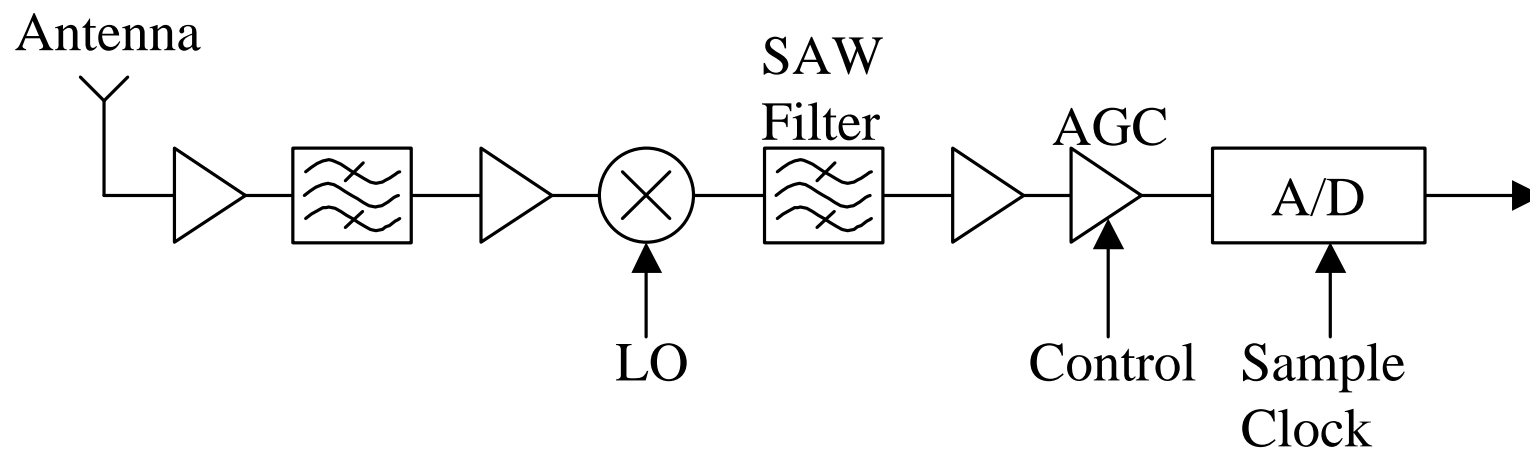 Antenna
SAW
Filter
AGC
A/D
LO
Control
Sample
Clock